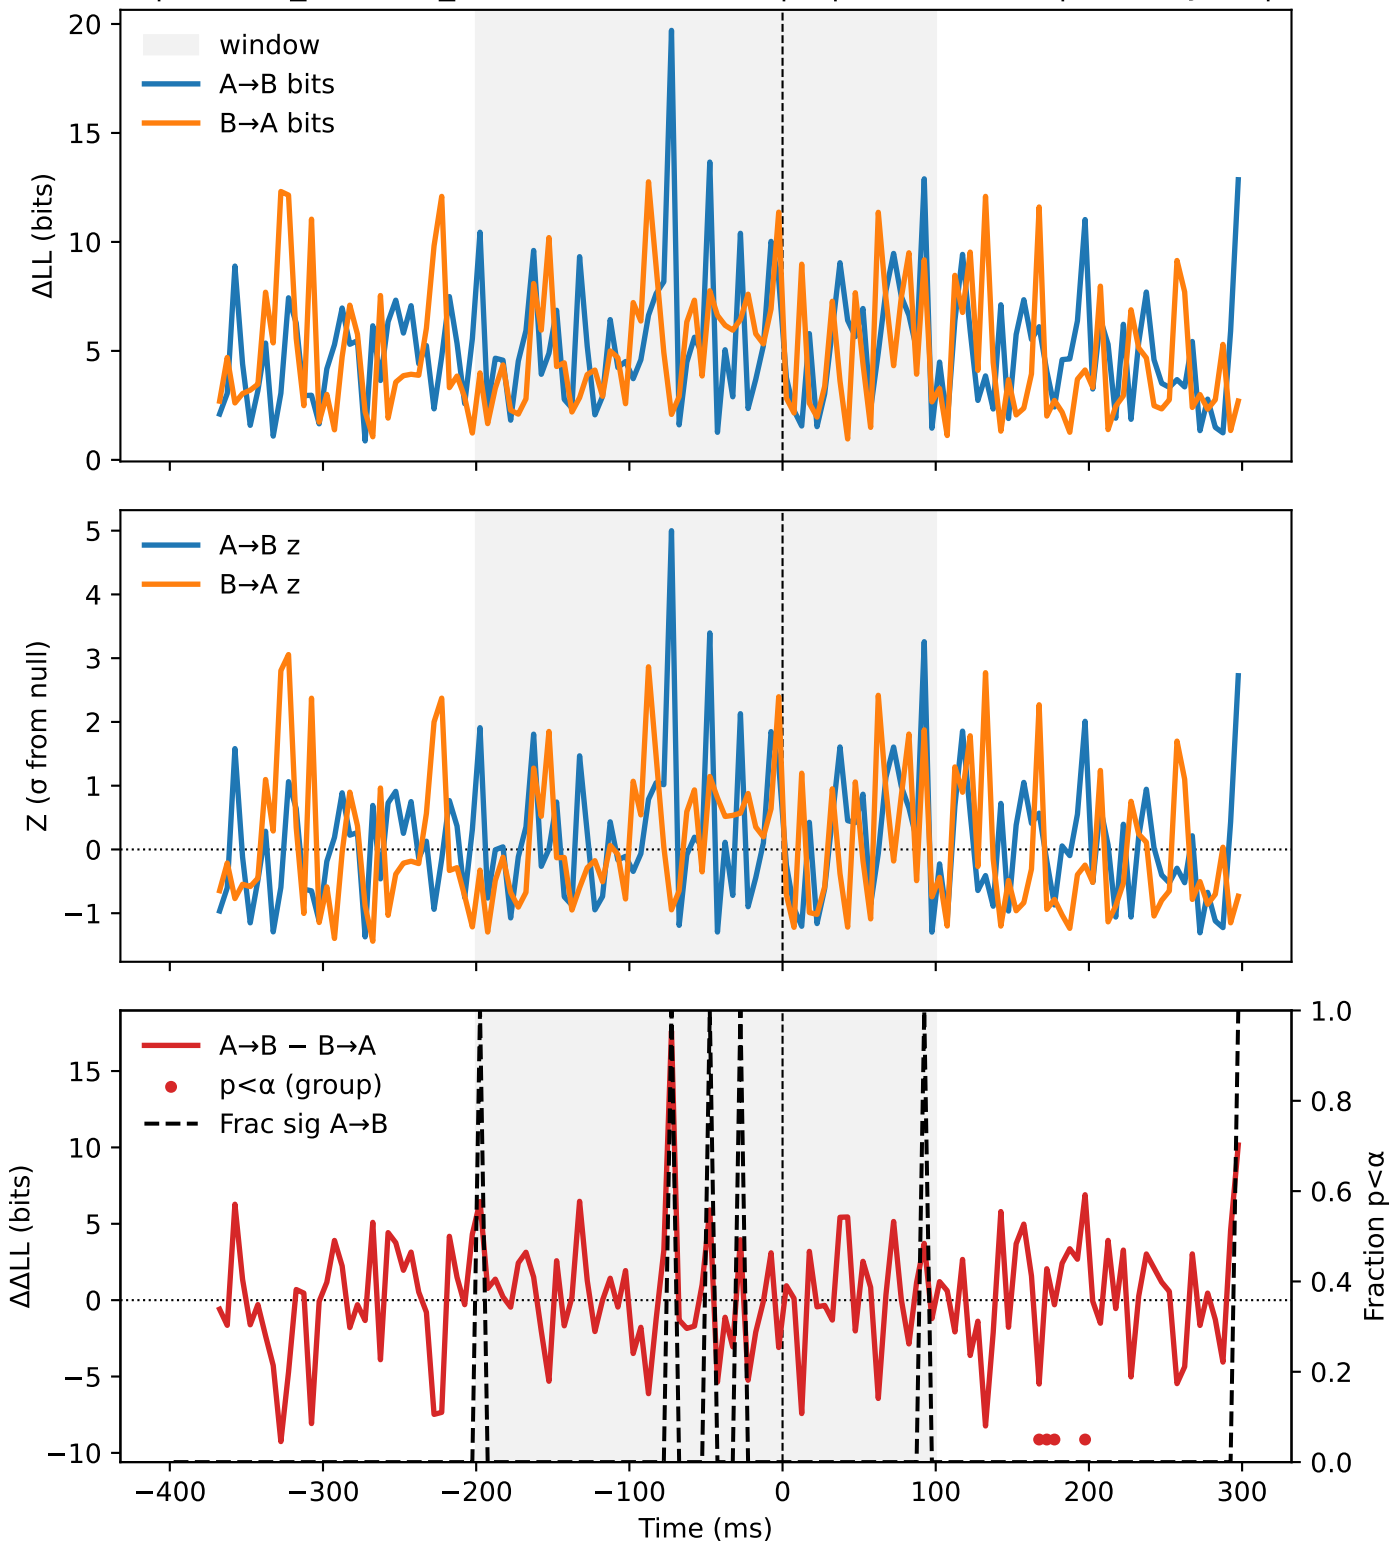 20
15
10
5
0
ΔLL (bits)
window
A→B bits
B→A bits
5
4
3
2
1
0
−1
Z (σ from null)
A→B z
B→A z
15
10
5
0
−5
−10
ΔΔLL (bits)
A→B − B→A
p<α (group)
Frac sig A→B
1.0
0.8
0.6
0.4
0.2
0.0
Fraction p<α
−400 −300 −200 −100 0 100 200 300
Time (ms)